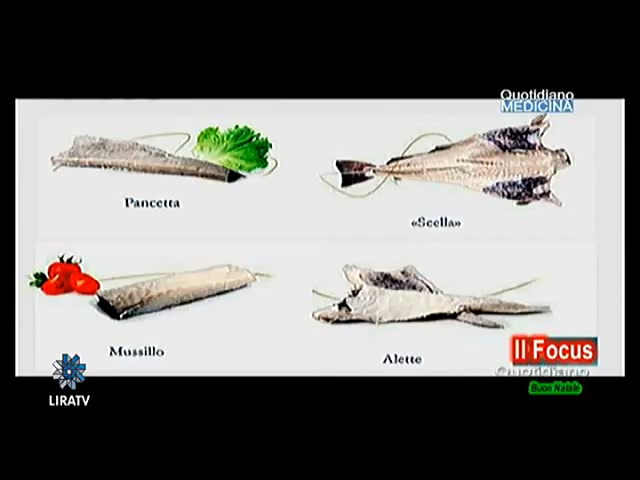 Quotidiano
MEDICINA
Pancetta
«Scella»
Mussillo
Alette
Il Focus
Quotidiano
Buon Natale
LIRATV